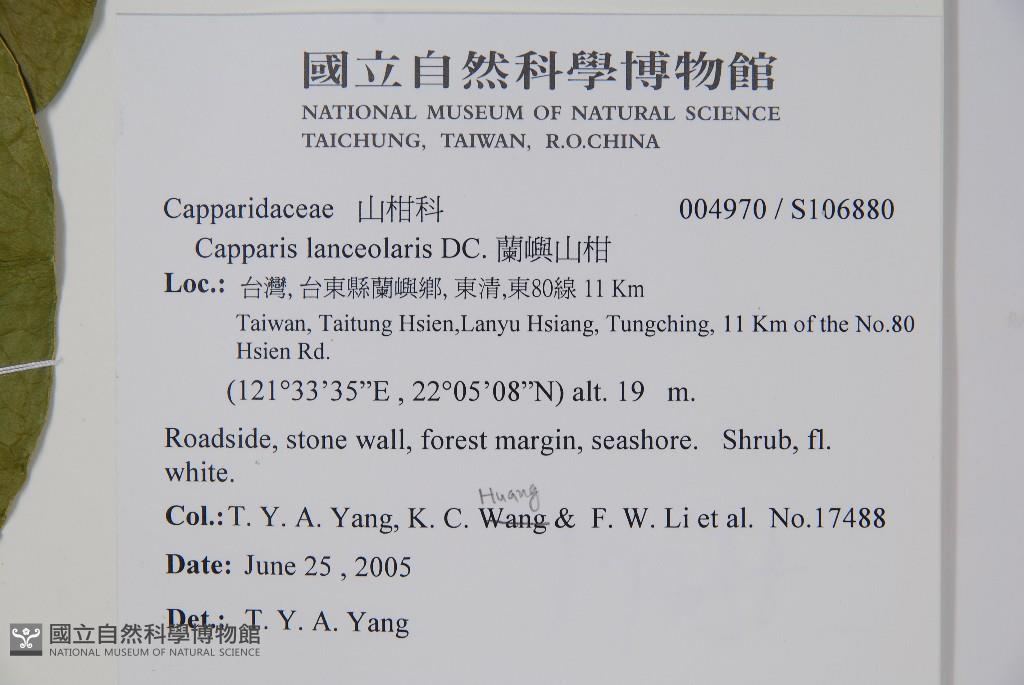 國立自然科學博物館
NATIONAL MUSEUM OF NATURAL SCIENCE
TAICHUNG, TAIWAN, R.O.CHINA
Capparidaceae 山柑科 004970 / S106880
Capparis lanceolaris DC. 蘭嶼山柑
Loc.: 台灣, 台東縣蘭嶼鄉, 東清,東80線 11 Km
Taiwan, Taitung Hsien,Lanyu Hsiang, Tungching, 11 Km of the No.80
Hsien Rd.
(121°33’35”E , 22°05’08”N) alt. 19 m.
Roadside, stone wall, forest margin, seashore. Shrub, fl.
white.
Huang
Col.: T. Y. A. Yang, K. C. Wang & F. W. Li et al. No.17488
Date: June 25 , 2005
Det.: T. Y. A. Yang
國立自然科學博物館
NATIONAL MUSEUM OF NATURAL SCIENCE